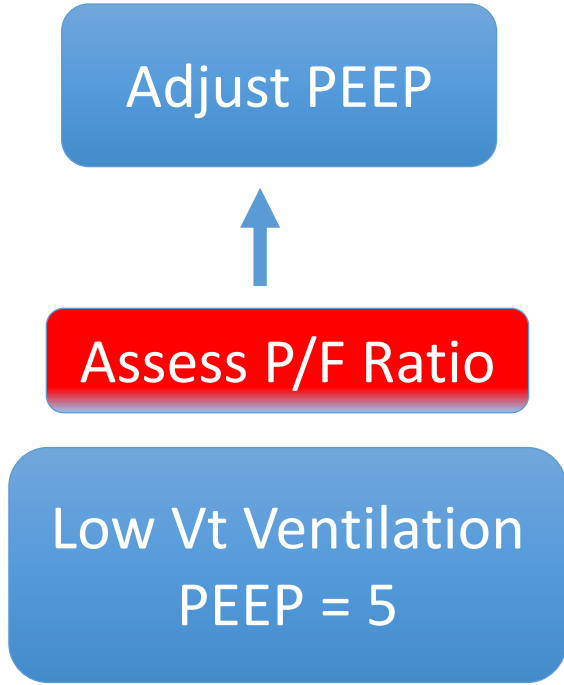 Adjust PEEP
Assess P/F Ratio
Low Vt Ventilation
PEEP = 5